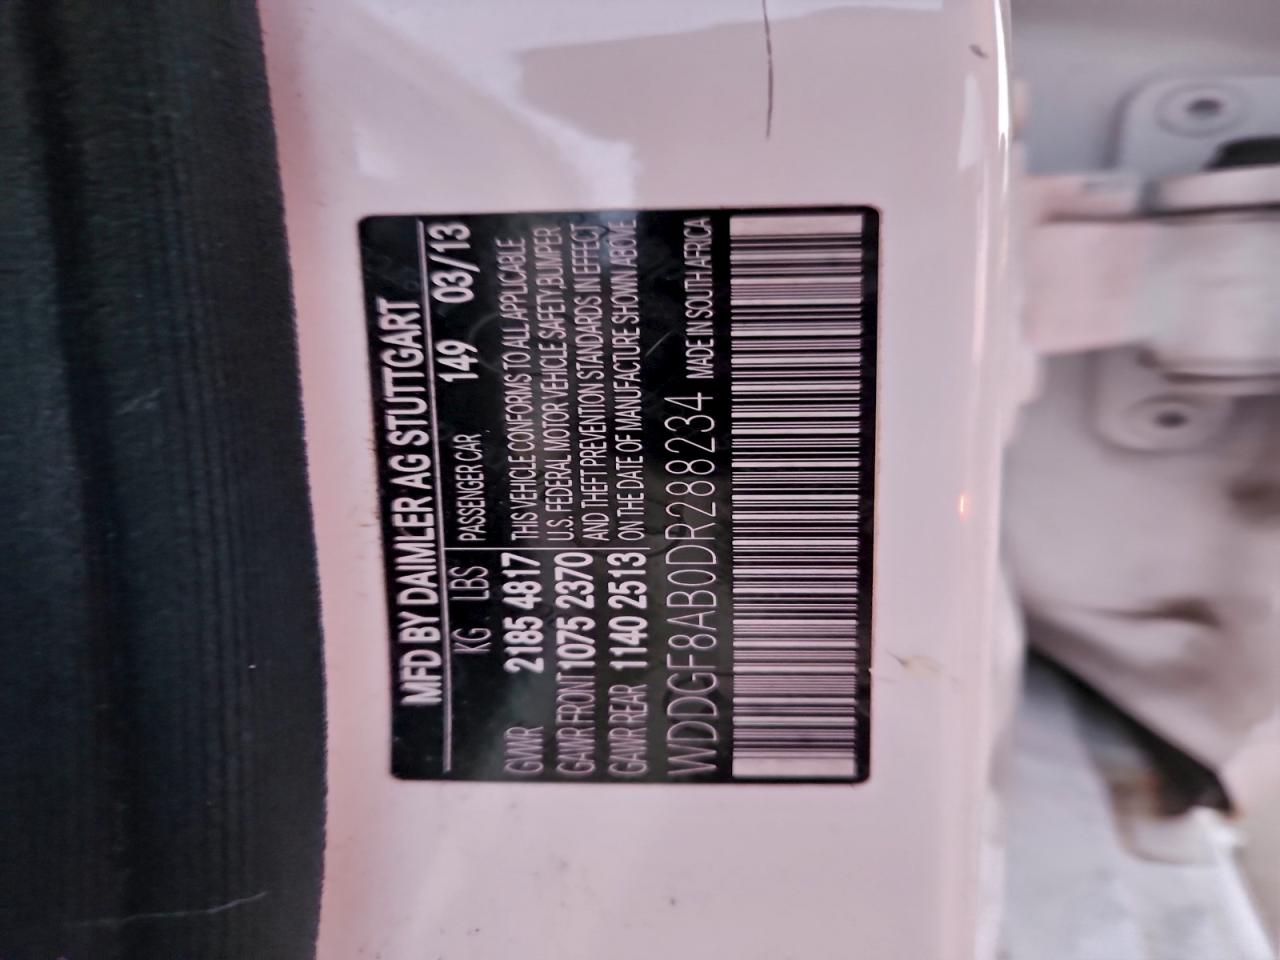 MFD BY DAIMLER AG STUTTGART
KG LBS 149 03/13
PASSENGER CAR
GVWR 2185 4817
GAWR FRONT 1075 2370
GAWR REAR 1140 2513
THIS VEHICLE CONFORMS TO ALL APPLICABLE
U.S. FEDERAL MOTOR VEHICLE SAFETY,BUMPER
AND THEFT PREVENTION STANDARDS IN EFFECT
ON THE DATE OF MANUFACTURE SHOWN ABOVE
WDDGF8AB0DR288234 MADE IN SOUTH AFRICA